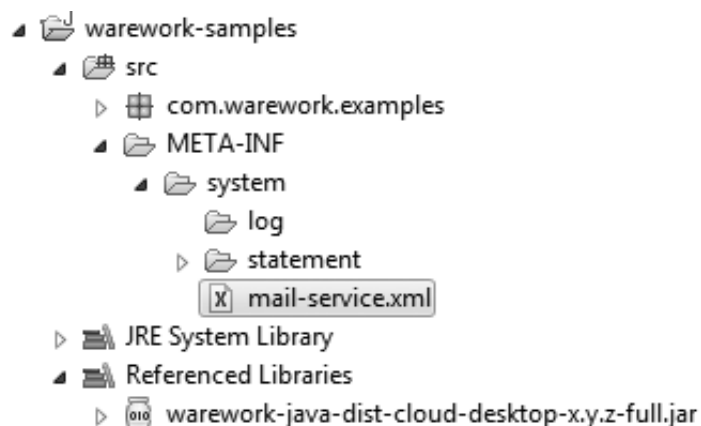 warework-samples
src
com.warework.examples
META-INF
system
log
statement
mail-service.xml
JRE System Library
Referenced Libraries
warework-java-dist-cloud-desktop-x.y.z-full.jar